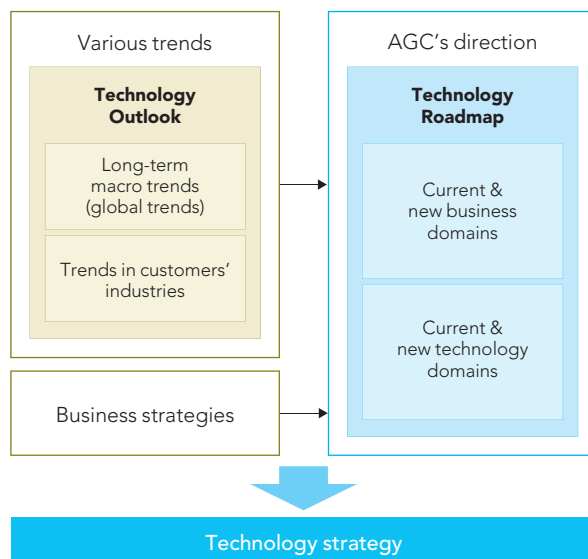 Various trends
Technology
Outlook
Long-term
macro trends
(global trends)
Trends in customers’
industries
Business strategies
AGC’s direction
Technology
Roadmap
Current &
new business
domains
Current &
new technology
domains
Technology strategy